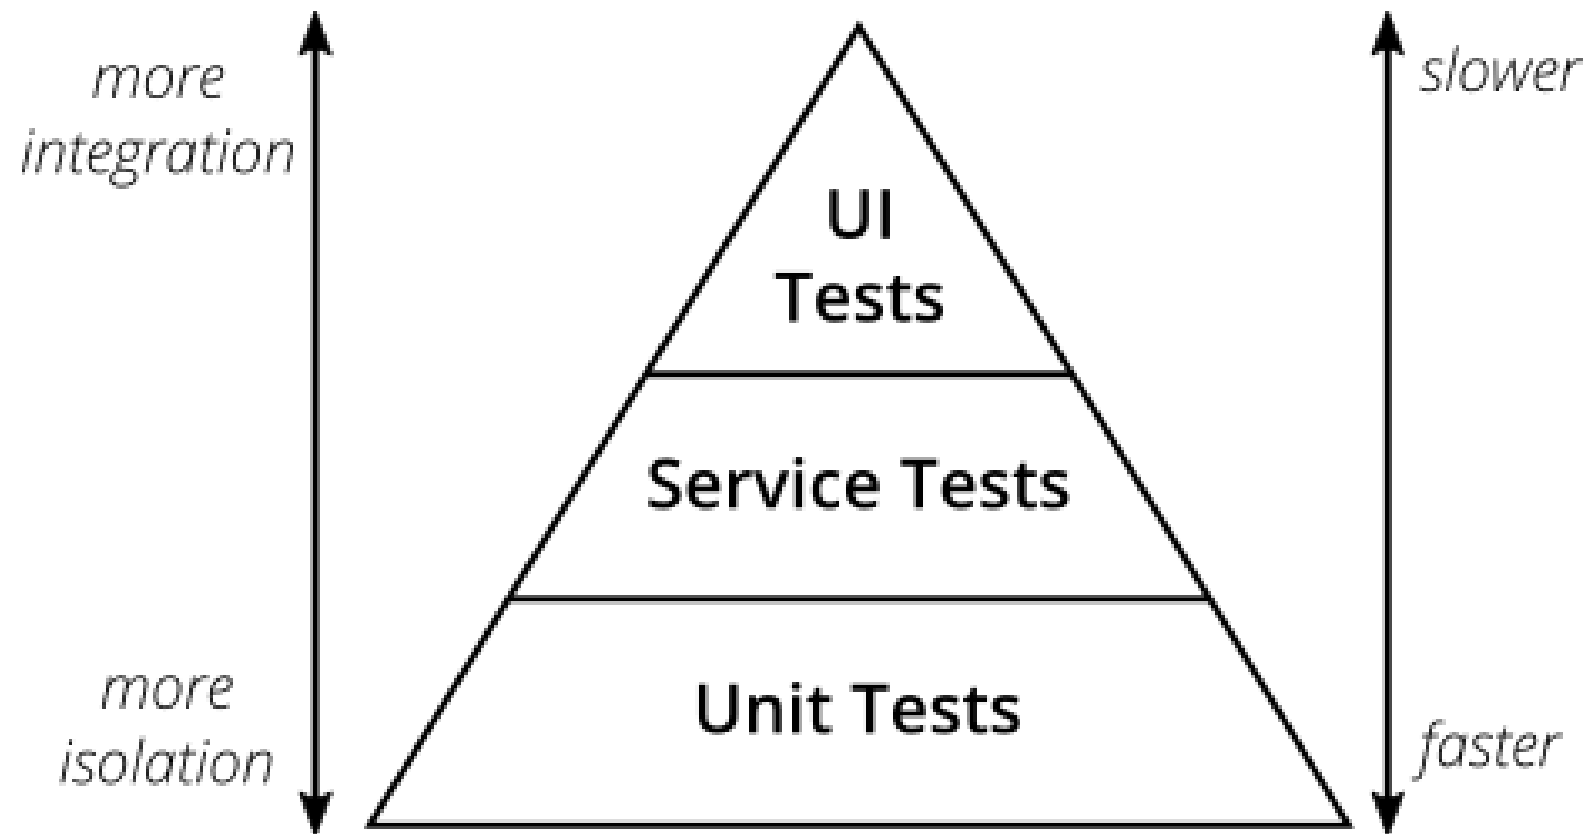 more
integration
slower
UI
Tests
Service Tests
Unit Tests
more
isolation
faster